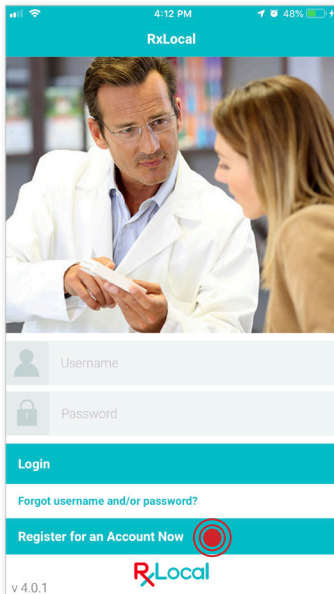 4:12 PM
48%
RxLocal
Username
Password
Login
Forgot username and/or password?
Register for an Account Now
RxLocal
v 4.0.1